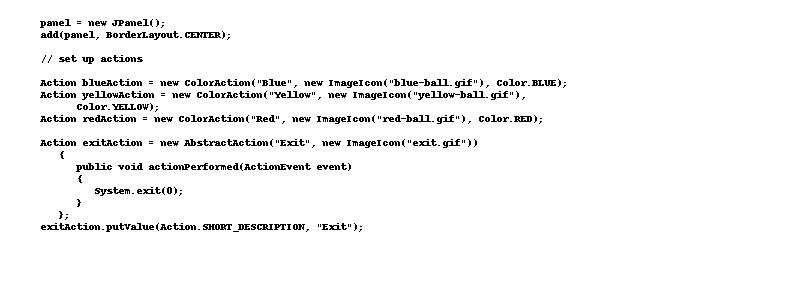 panel = new JPanel();
add(panel, BorderLayout.CENTER);
// set up actions
Action blueAction = new ColorAction("Blue", new ImageIcon("blue-ball.gif"), Color.BLUE);
Action yellowAction = new ColorAction("Yellow", new ImageIcon("yellow-ball.gif"),
Color.YELLOW);
Action redAction = new ColorAction("Red", new ImageIcon("red-ball.gif"), Color.RED);
Action exitAction = new AbstractAction("Exit", new ImageIcon("exit.gif"))
{
public void actionPerformed(ActionEvent event)
{
System.exit(0);
}
};
exitAction.putValue(Action.SHORT_DESCRIPTION, "Exit");